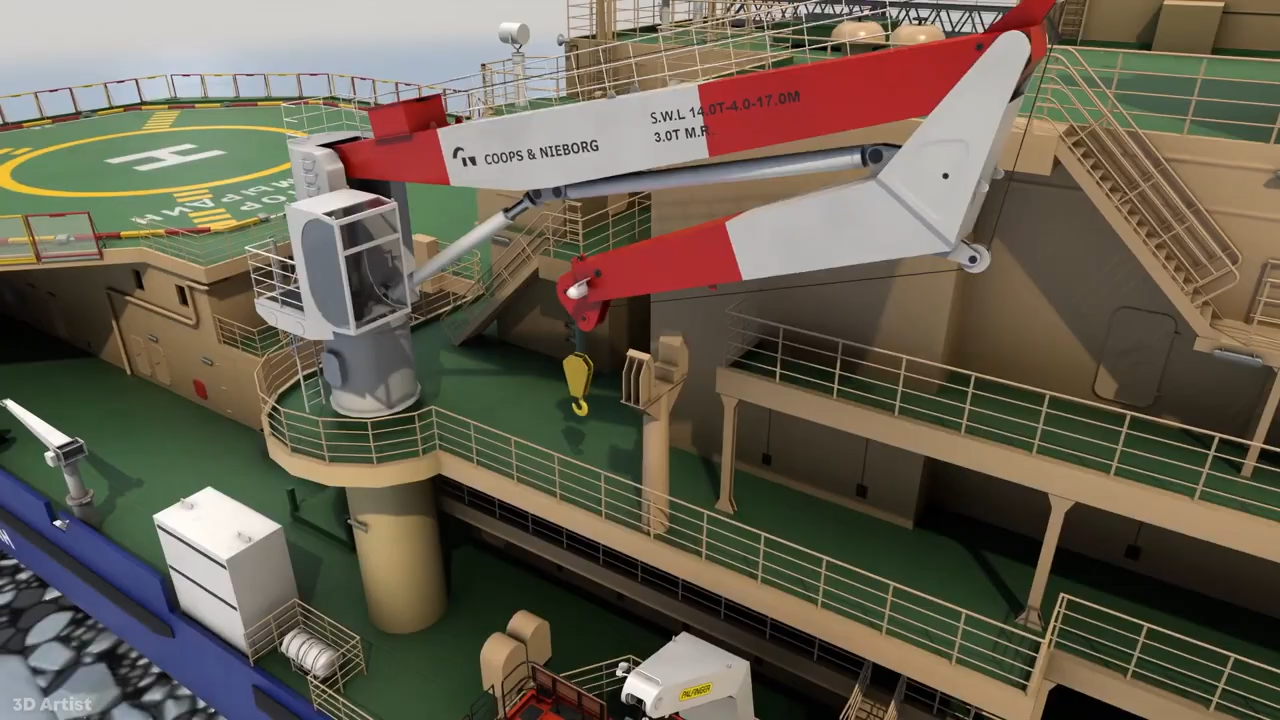 S.W.L 14.0T-4.0-17.0M
3.0T M.R.
COOPS & NIEBORG
H
PALFINGER
3D Artist